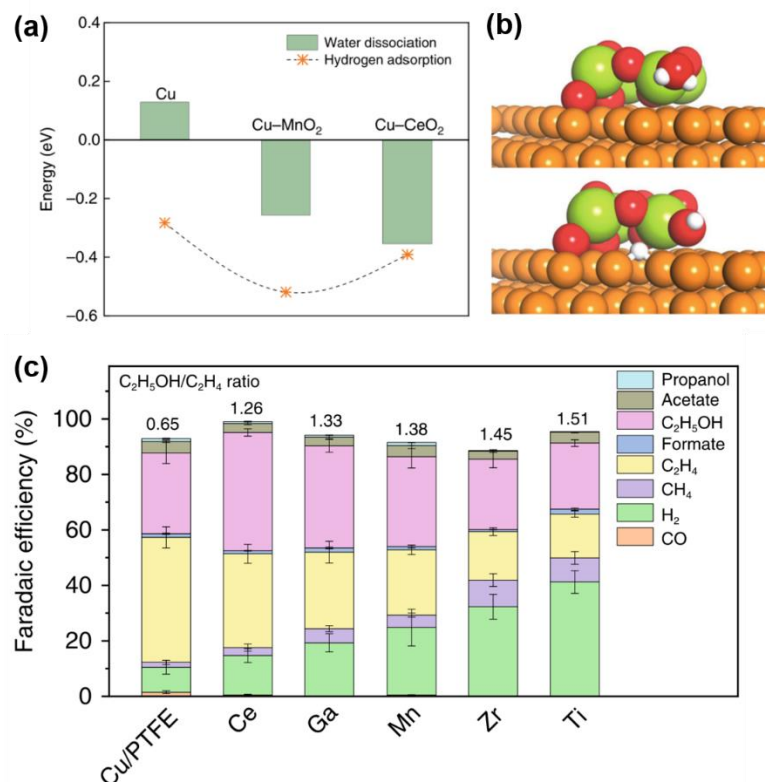 (a)
0.4
0.2
0.0
−0.2
−0.4
−0.6
Energy (eV)
Water dissociation
Hydrogen adsorption
Cu
Cu–MnO₂
Cu–CeO₂
(b)
(c)
C₂H₅OH/C₂H₄ ratio
100
80
60
40
20
0
Faradaic efficiency (%)
0.65
1.26
1.33
1.38
1.45
1.51
Propanol
Acetate
C₂H₅OH
Formate
C₂H₄
CH₄
H₂
CO
Cu/PTFE
Ce
Ga
Mn
Zr
Ti